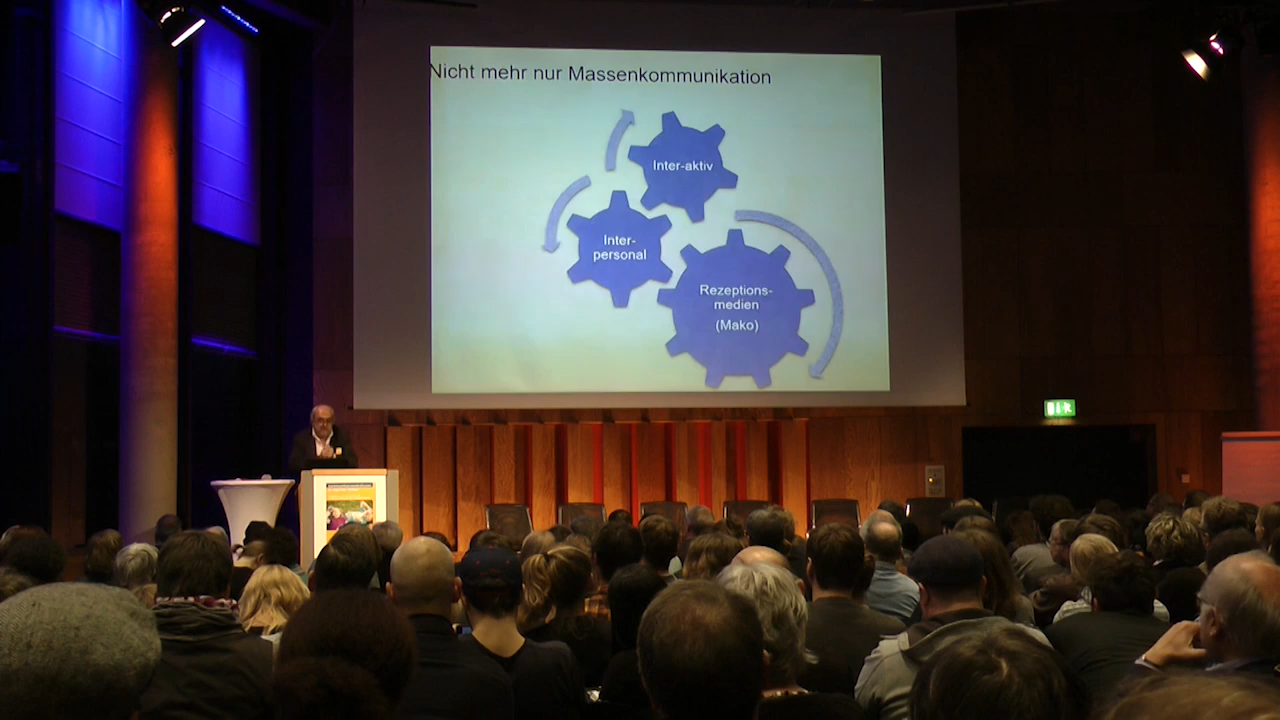 Nicht mehr nur Massenkommunikation
Inter-aktiv
Inter-
personal
Rezeptions-
medien
(Mako)